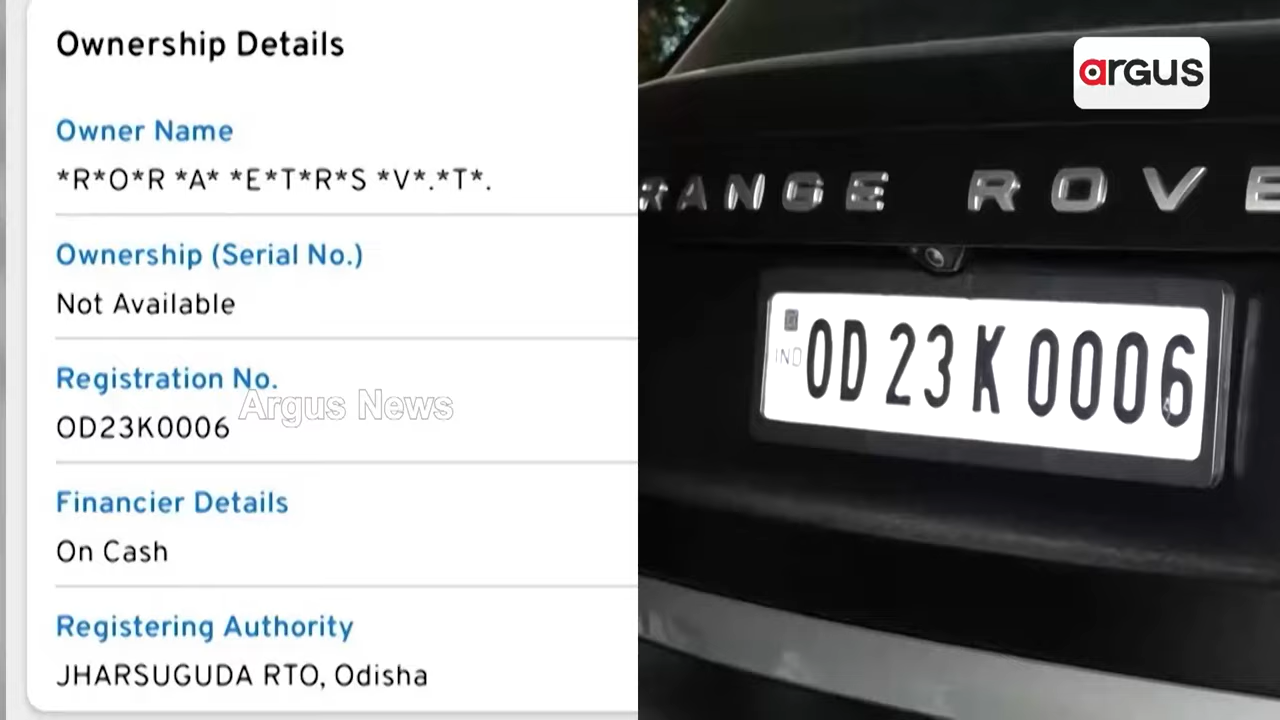 Ownership Details
Owner Name
*R*O*R *A* *E*T*R*S *V*.*T*.
Ownership (Serial No.)
Not Available
Registration No.
OD23K0006
Argus News
Financier Details
On Cash
Registering Authority
JHARSUGUDA RTO, Odisha
argus
RANGE ROVE
IND
OD 23 K 0006